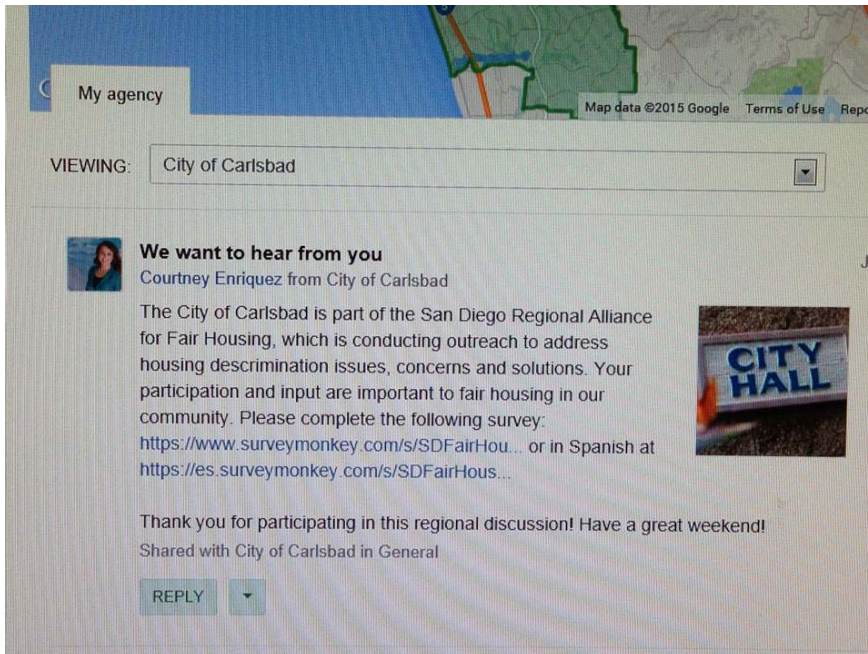 My agency
Map data ©2015 Google Terms of Use
VIEWING: City of Carlsbad
We want to hear from you
Courtney Enriquez from City of Carlsbad
The City of Carlsbad is part of the San Diego Regional Alliance
for Fair Housing, which is conducting outreach to address
housing descrimination issues, concerns and solutions. Your
participation and input are important to fair housing in our
community. Please complete the following survey:
https://www.surveymonkey.com/s/SDFairHou... or in Spanish at
https://es.surveymonkey.com/s/SDFairHous...
CITY
HALL
Thank you for participating in this regional discussion! Have a great weekend!
Shared with City of Carlsbad in General
REPLY